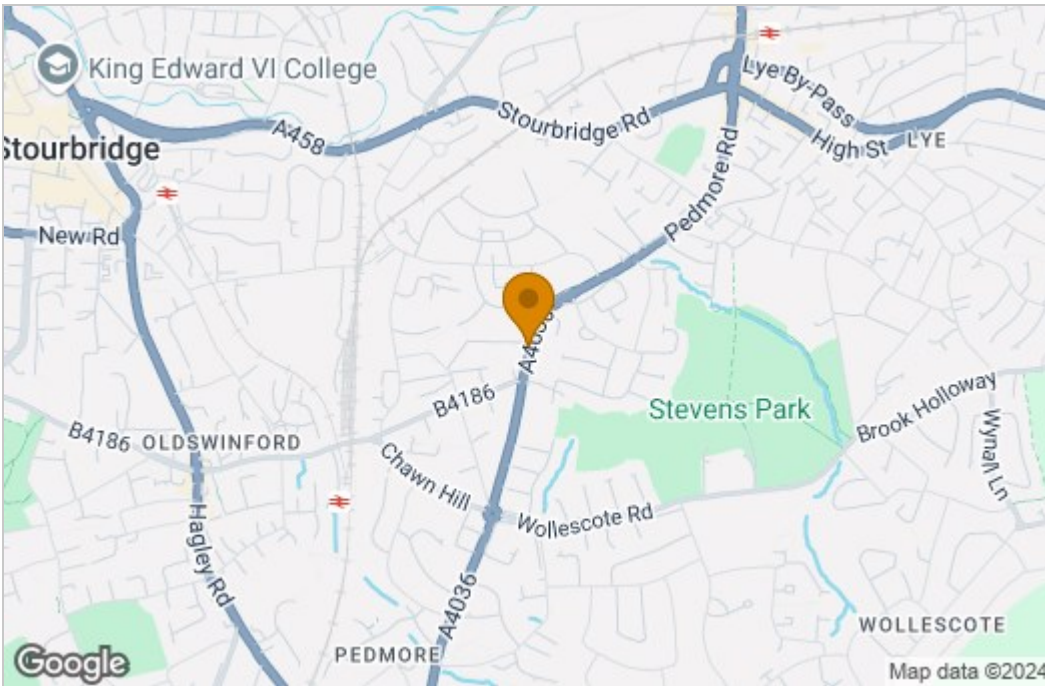 King Edward VI College
Lye By-Pass
Stourbridge Rd
A458
High St
LYE
Stourbridge
Pedmore Rd
New Rd
A4036
B4186
Stevens Park
Brook Holloway
B4186
OLDSWINFORD
Chawn Hill
Wynall Ln
Wollescote Rd
Hagley Rd
A4036
WOLLESCOTE
PEDMORE
Google
Map data ©2024